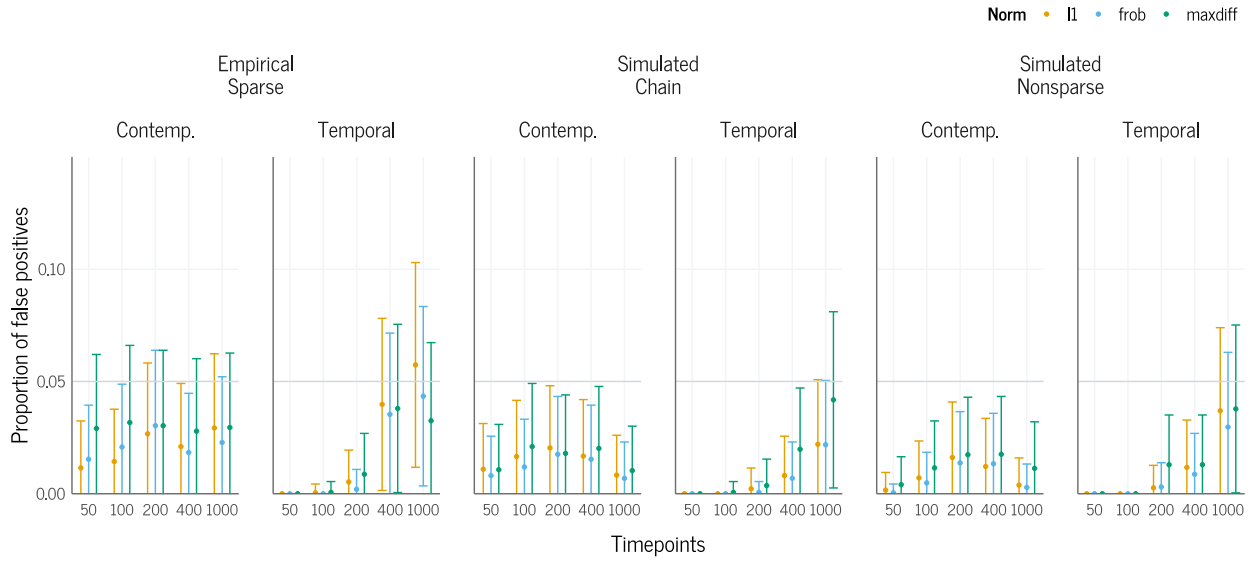 Norm l1 frob maxdiff
Empirical
Sparse
Simulated
Chain
Simulated
Nonsparse
Contemp. Temporal Contemp. Temporal Contemp. Temporal
Proportion of false positives
0.10
0.05
0.00
50 100 200 400 1000 50 100 200 400 1000 50 100 200 400 1000 50 100 200 400 1000 50 100 200 400 1000 50 100 200 400 1000
Timepoints